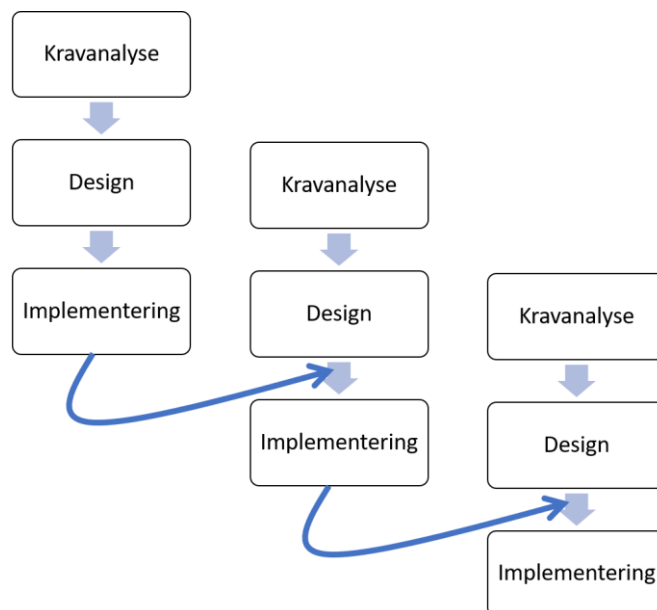 Kravanalyse
Design
Implementering
Kravanalyse
Design
Implementering
Kravanalyse
Design
Implementering